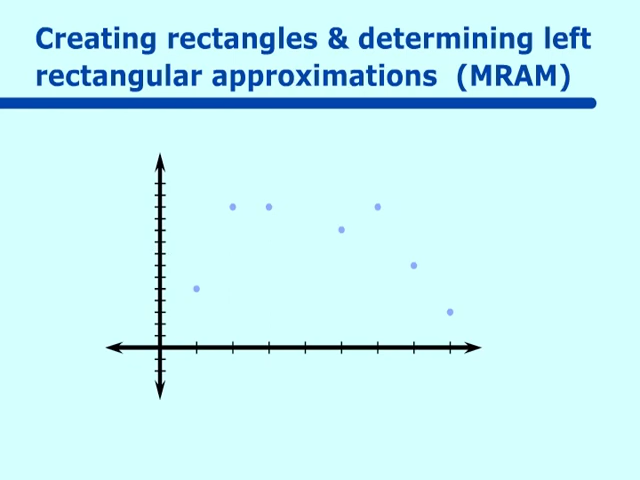 Creating rectangles & determining left
rectangular approximations (MRAM)